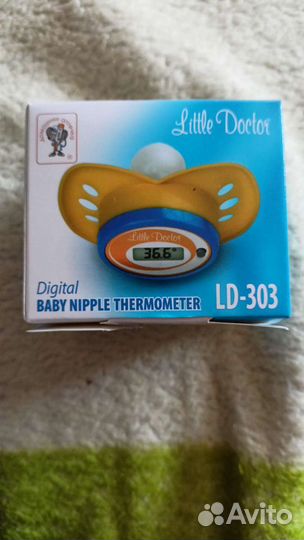 Little Doctor
®
Little Doctor
36.6°
Digital
BABY NIPPLE THERMOMETER
LD-303
Avito